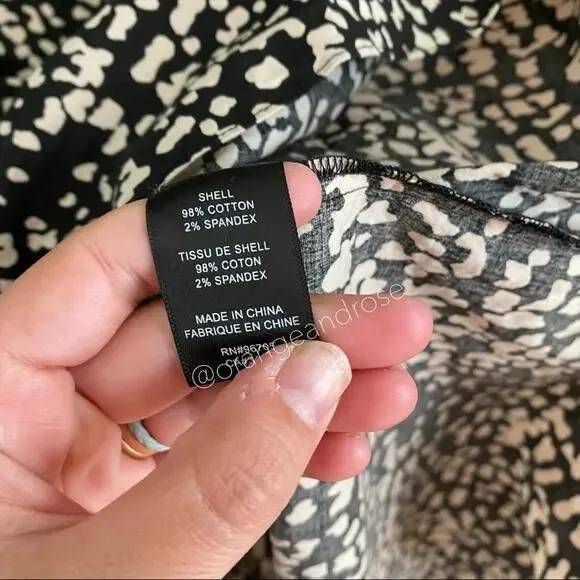 SHELL
98% COTTON
2% SPANDEX
TISSU DE SHELL
98% COTON
2% SPANDEX
MADE IN CHINA
FABRIQUE EN CHINE
@orangeandrose